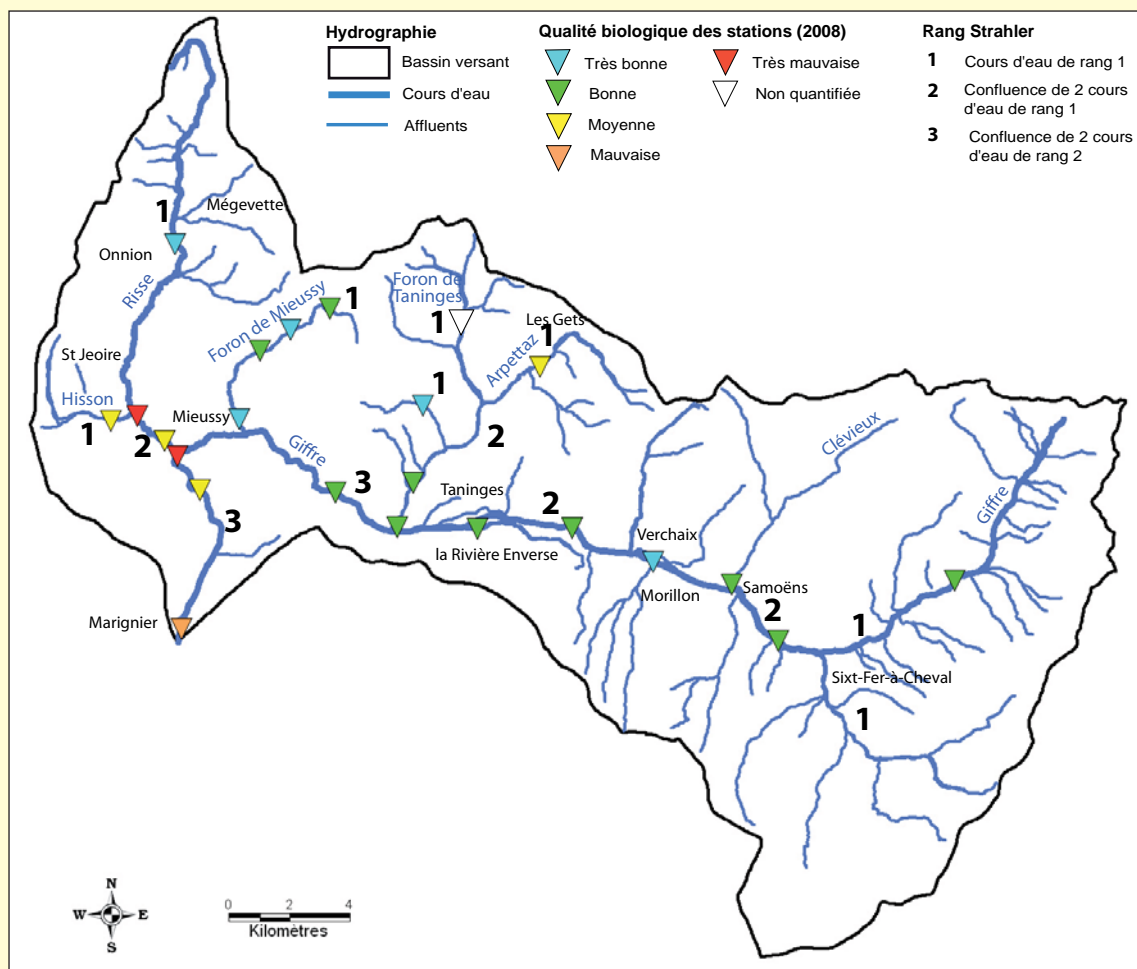 Hydrographie
Bassin versant
Cours d'eau
Affluents
Qualité biologique des stations (2008)
Très bonne
Très mauvaise
Bonne
Non quantifiée
Moyenne
Mauvaise
Rang Strahler
1 Cours d'eau de rang 1
2 Confluence de 2 cours
d'eau de rang 1
3 Confluence de 2 cours
d'eau de rang 2
Mégevette
1
Onnion
Risse
Foron de
Taninges
Foron de Mieussy
1
1
Les Gets
1
Arpettaz
St Jeoire
Hisson
1
Mieussy
2
1
2
Giffre
3
Clévieux
Giffre
Taninges
2
la Rivière Enverse
Verchaix
Morillon
Samoëns
2
1
3
Marignier
Sixt-Fer-à-Cheval
1
N
W E
S
0 2 4
Kilomètres